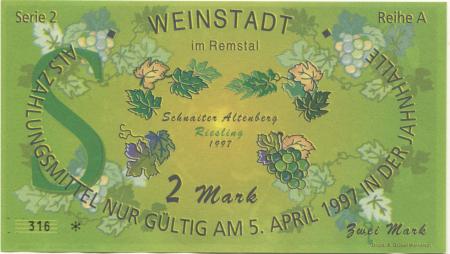 Serie 2
WEINSTADT
Reihe A
im Remstal
ALS ZAHLUNGSMITTEL NUR GÜLTIG AM 5. APRIL 1997 IN DER JAHNHALLE
S
Schnaiter Altenberg
Riesling
1997
2 Mark
316 *
Zwei Mark